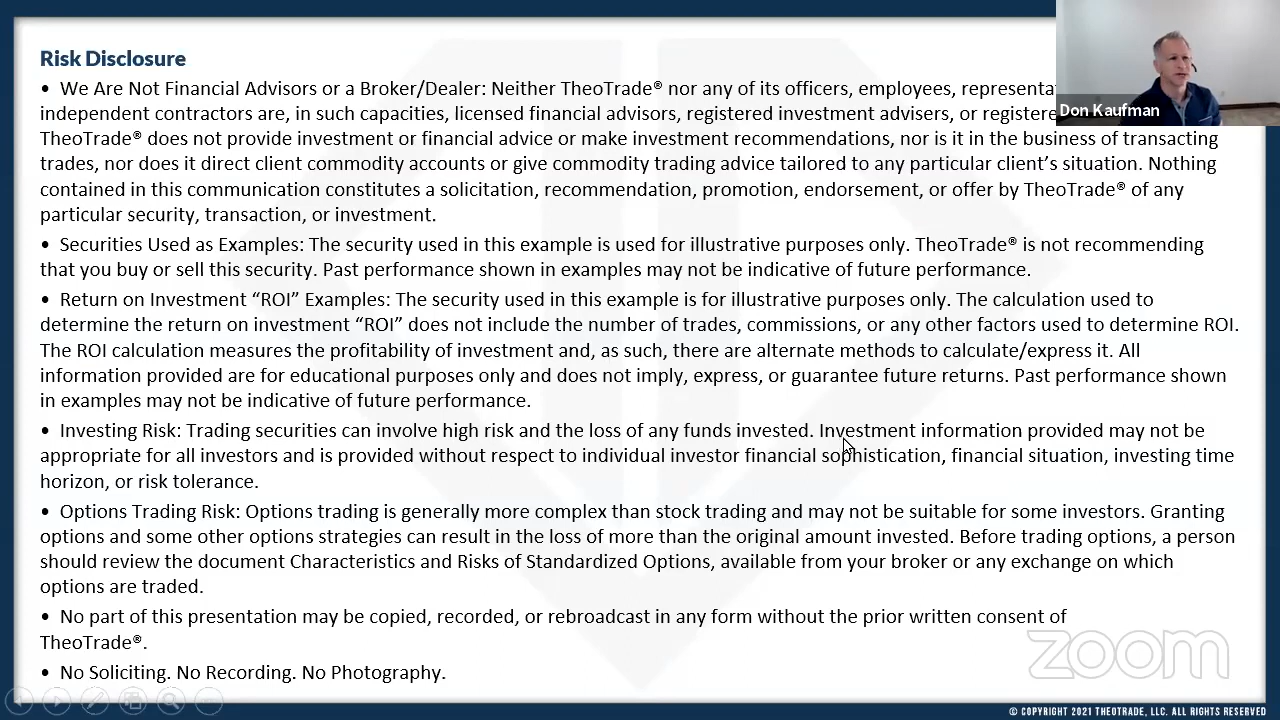 Risk Disclosure
• We Are Not Financial Advisors or a Broker/Dealer: Neither TheoTrade® nor any of its officers, employees,
independent contractors are, in such capacities, licensed financial advisors, registered investment advisers, or
TheoTrade® does not provide investment or financial advice or make investment recommendations, nor is it in the business of transacting
trades, nor does it direct client commodity accounts or give commodity trading advice tailored to any particular client’s situation. Nothing
contained in this communication constitutes a solicitation, recommendation, promotion, endorsement, or offer by TheoTrade® of any
particular security, transaction, or investment.
• Securities Used as Examples: The security used in this example is used for illustrative purposes only. TheoTrade® is not recommending
that you buy or sell this security. Past performance shown in examples may not be indicative of future performance.
• Return on Investment “ROI” Examples: The security used in this example is for illustrative purposes only. The calculation used to
determine the return on investment “ROI” does not include the number of trades, commissions, or any other factors used to determine ROI.
The ROI calculation measures the profitability of investment and, as such, there are alternate methods to calculate/express it. All
information provided are for educational purposes only and does not imply, express, or guarantee future returns. Past performance shown
in examples may not be indicative of future performance.
• Investing Risk: Trading securities can involve high risk and the loss of any funds invested. Investment information provided may not be
appropriate for all investors and is provided without respect to individual investor financial sophistication, financial situation, investing time
horizon, or risk tolerance.
• Options Trading Risk: Options trading is generally more complex than stock trading and may not be suitable for some investors. Granting
options and some other options strategies can result in the loss of more than the original amount invested. Before trading options, a person
should review the document Characteristics and Risks of Standardized Options, available from your broker or any exchange on which
options are traded.
• No part of this presentation may be copied, recorded, or rebroadcast in any form without the prior written consent of
TheoTrade®.
• No Soliciting. No Recording. No Photography.
Don Kaufman
zoom
© COPYRIGHT 2021 THEOTRADE, LLC. ALL RIGHTS RESERVED